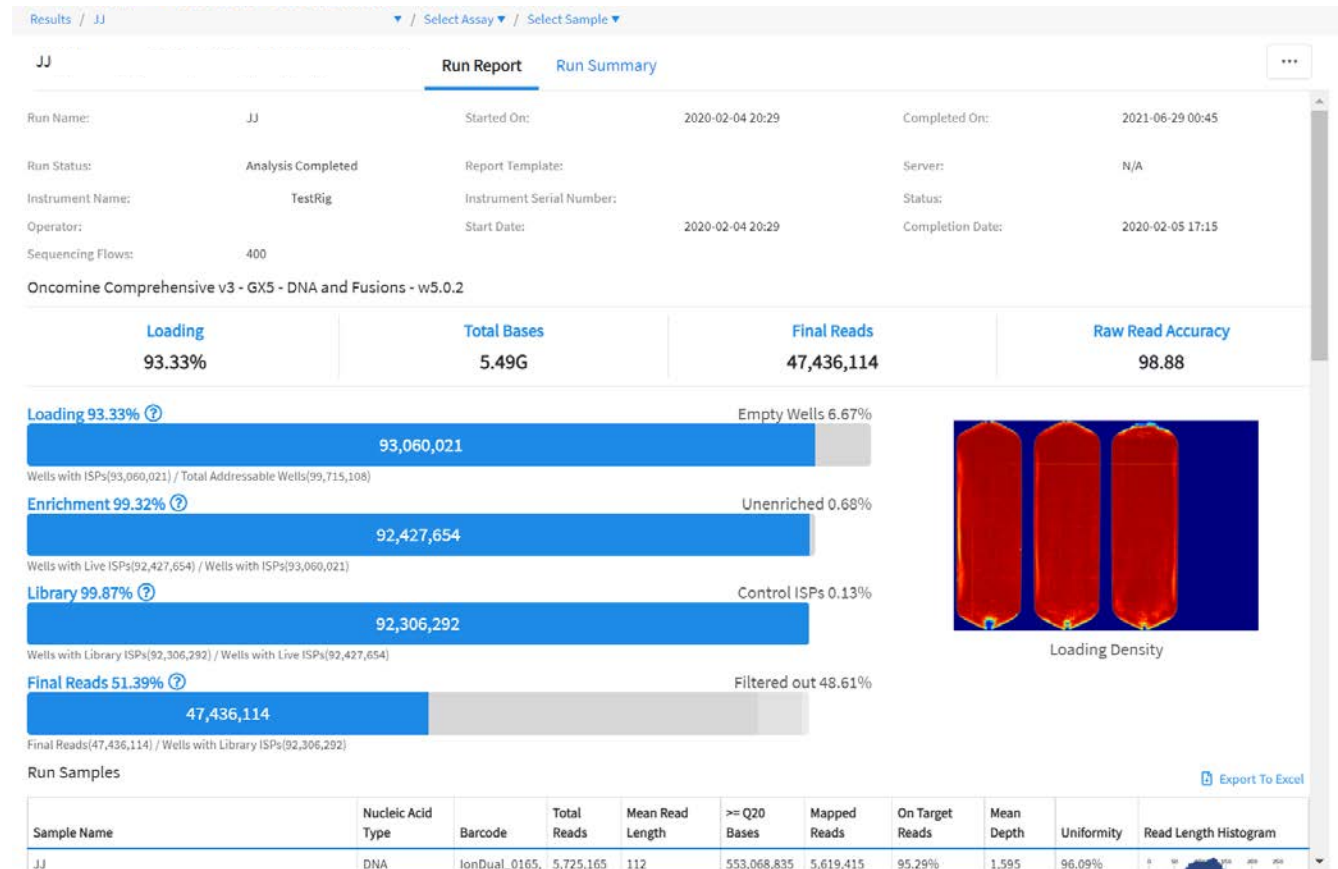 Results / JJ ▼ / Select Assay ▼ / Select Sample ▼
JJ Run Report Run Summary ...
Run Name: JJ Started On: 2020-02-04 20:29 Completed On: 2021-06-29 00:45
Run Status: Analysis Completed Report Template: Server: N/A
Instrument Name: TestRig Instrument Serial Number: Status:
Operator: Start Date: 2020-02-04 20:29 Completion Date: 2020-02-05 17:15
Sequencing Flows: 400
Oncomine Comprehensive v3 - GX5 - DNA and Fusions - w5.0.2
Loading Total Bases Final Reads Raw Read Accuracy
93.33% 5.49G 47,436,114 98.88
Loading 93.33% ? Empty Wells 6.67%
93,060,021
Wells with ISPs(93,060,021) / Total Addressable Wells(99,715,108)
Enrichment 99.32% ? Unenriched 0.68%
92,427,654
Wells with Live ISPs(92,427,654) / Wells with ISPs(93,060,021)
Library 99.87% ? Control ISPs 0.13%
92,306,292
Wells with Library ISPs(92,306,292) / Wells with Live ISPs(92,427,654)
Loading Density
Final Reads 51.39% ? Filtered out 48.61%
47,436,114
Final Reads(47,436,114) / Wells with Library ISPs(92,306,292)
Run Samples Export To Excel
Sample Name Nucleic Acid Type Barcode Total Reads Mean Read Length >= Q20 Bases Mapped Reads On Target Reads Mean Depth Uniformity Read Length Histogram
JJ DNA IonDual_0165, 5,725,165 112 553,068,835 5,619,415 95.29% 1,595 96.09% 0 50 150 200 250